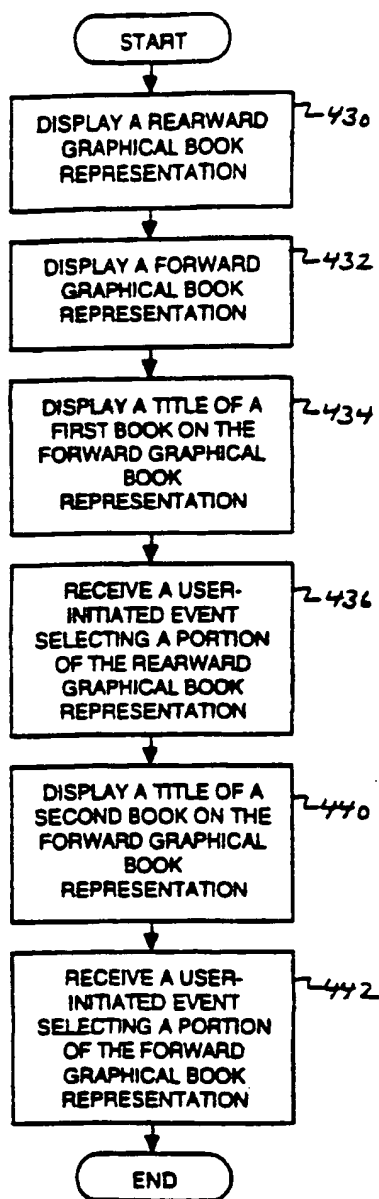 START
DISPLAY A REARWARD
GRAPHICAL BOOK
REPRESENTATION
430
DISPLAY A FORWARD
GRAPHICAL BOOK
REPRESENTATION
432
DISPLAY A TITLE OF A
FIRST BOOK ON THE
FORWARD GRAPHICAL
BOOK
REPRESENTATION
434
RECEIVE A USER-
INITIATED EVENT
SELECTING A PORTION
OF THE REARWARD
GRAPHICAL BOOK
REPRESENTATION
436
DISPLAY A TITLE OF A
SECOND BOOK ON THE
FORWARD GRAPHICAL
BOOK
REPRESENTATION
440
RECEIVE A USER-
INITIATED EVENT
SELECTING A PORTION
OF THE FORWARD
GRAPHICAL BOOK
REPRESENTATION
442
END